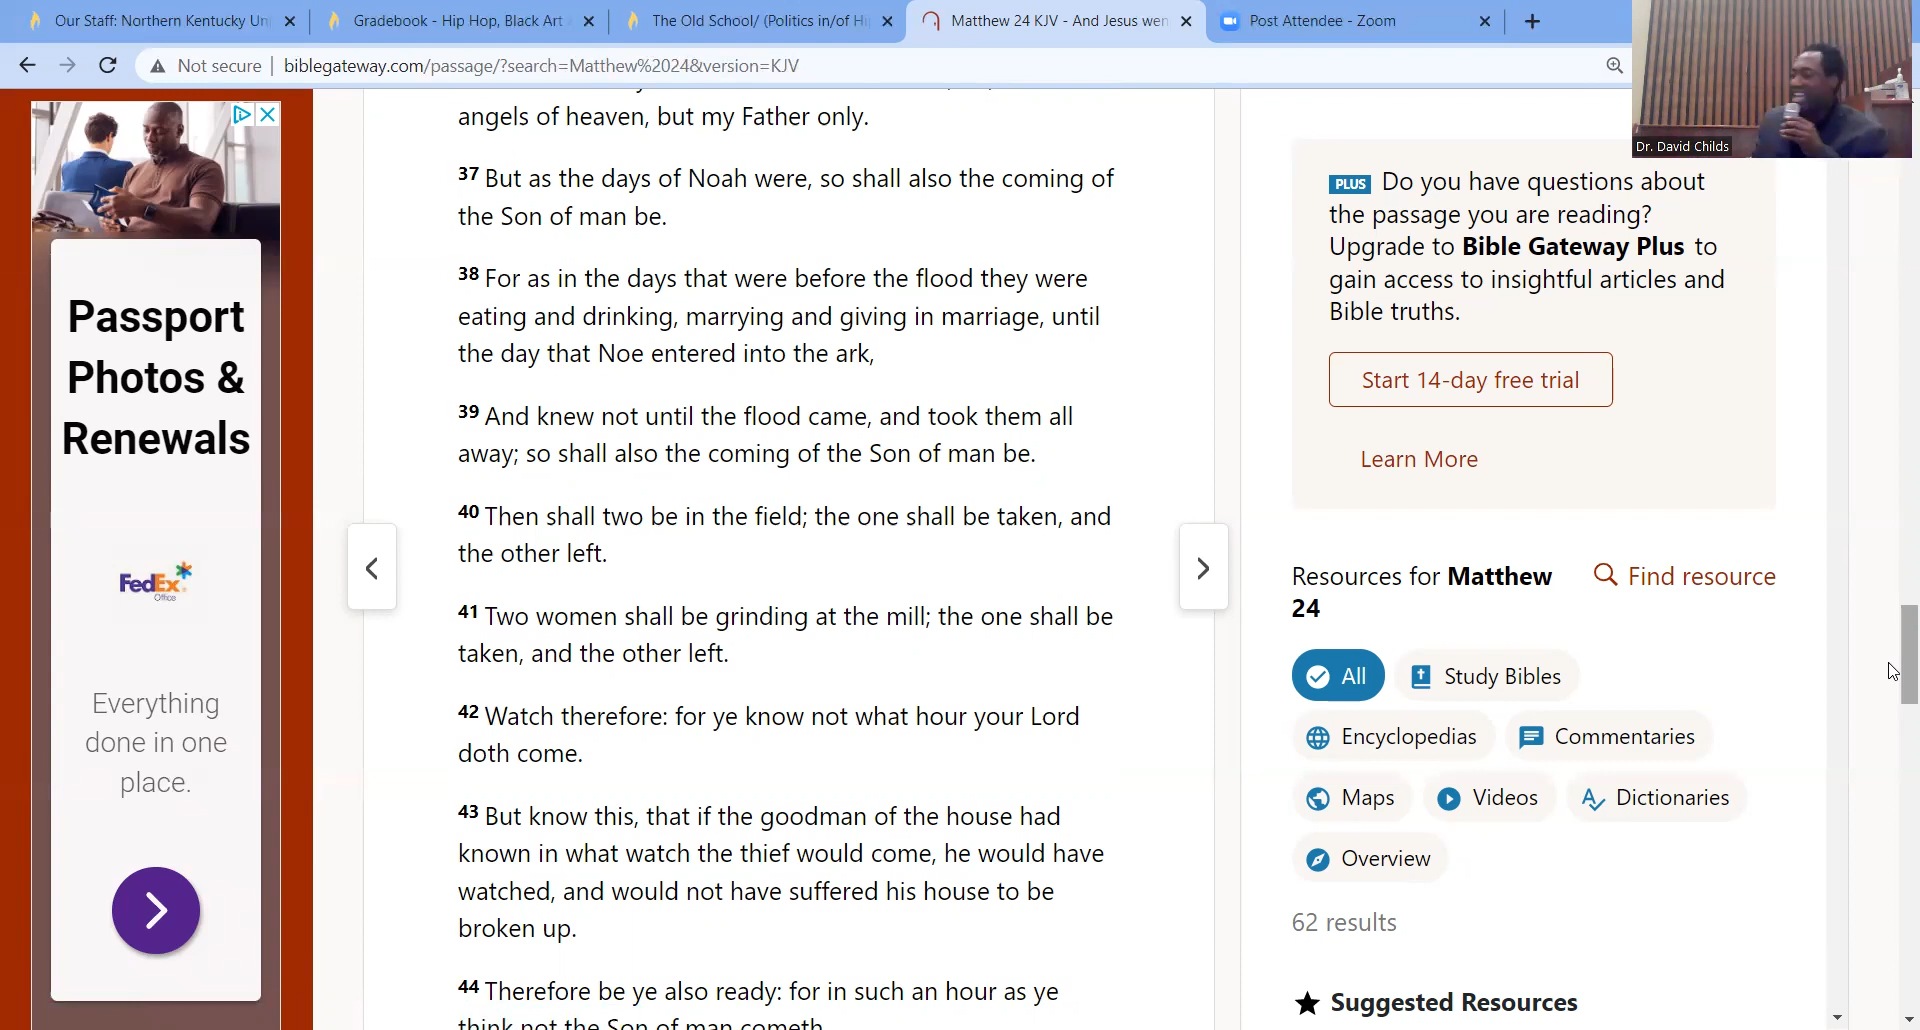 Our Staff: Northern Kentucky Un
Gradebook - Hip Hop, Black Art
The Old School/ (Politics in/of Hi
Matthew 24 KJV - And Jesus wen
Post Attendee - Zoom
Not secure
biblegateway.com/passage/?search=Matthew%2024&version=KJV
Dr. David Childs
Passport
Photos &
Renewals
FedEx
Office
Everything
done in one
place.
angels of heaven, but my Father only.
37 But as the days of Noah were, so shall also the coming of
the Son of man be.
38 For as in the days that were before the flood they were
eating and drinking, marrying and giving in marriage, until
the day that Noe entered into the ark,
39 And knew not until the flood came, and took them all
away; so shall also the coming of the Son of man be.
40 Then shall two be in the field; the one shall be taken, and
the other left.
41 Two women shall be grinding at the mill; the one shall be
taken, and the other left.
42 Watch therefore: for ye know not what hour your Lord
doth come.
43 But know this, that if the goodman of the house had
known in what watch the thief would come, he would have
watched, and would not have suffered his house to be
broken up.
44 Therefore be ye also ready: for in such an hour as ye
think not the Son of man cometh
PLUS Do you have questions about
the passage you are reading?
Upgrade to Bible Gateway Plus to
gain access to insightful articles and
Bible truths.
Start 14-day free trial
Learn More
Resources for Matthew
24
Find resource
All
Study Bibles
Encyclopedias
Commentaries
Maps
Videos
Dictionaries
Overview
62 results
Suggested Resources